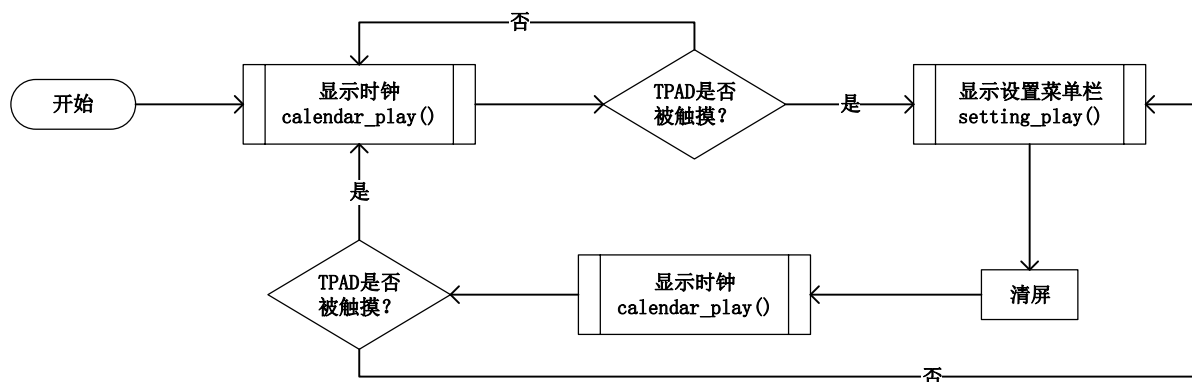 否
开始
显示时钟
calendar_play()
TPAD是否
被触摸?
是
显示设置菜单栏
setting_play()
是
TPAD是否
被触摸?
显示时钟
calendar_play()
清屏
否